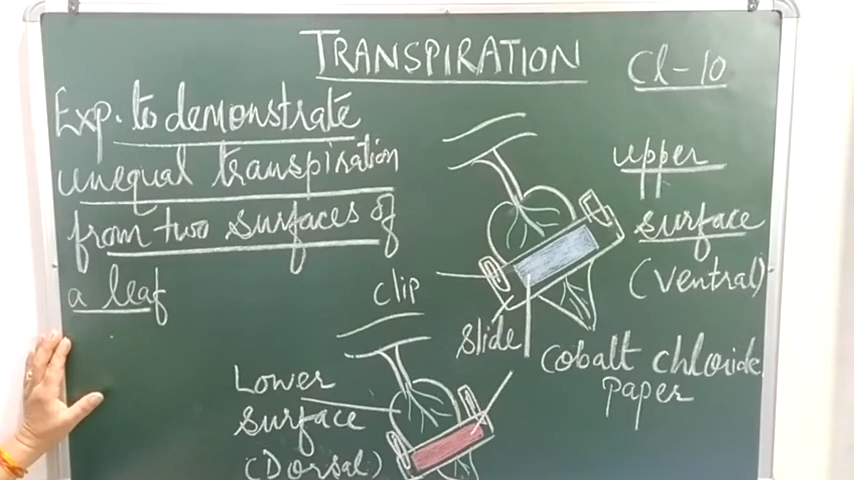 TRANSPIRATION
Cl-10
Exp. to demonstrate
unequal transpiration
from two surfaces of
a leaf
upper
surface
(ventral)
clip
slide
cobalt chloride
paper
Lower
surface
(Dorsal)